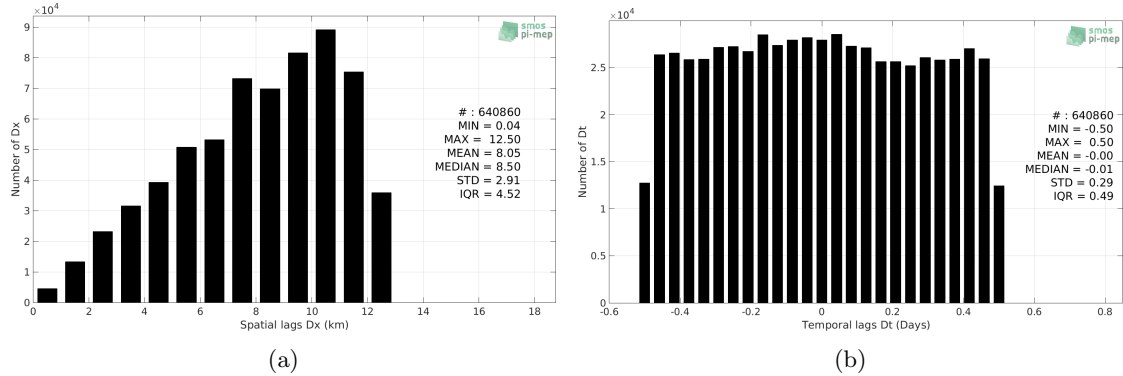 ×10⁴
9
8
7
6
5
4
3
2
1
0
Number of Dx
0 2 4 6 8 10 12 14 16 18
Spatial lags Dx (km)
smos
pi-mep
# : 640860
MIN = 0.04
MAX = 12.50
MEAN = 8.05
MEDIAN = 8.50
STD = 2.91
IQR = 4.52
(a)
×10⁴
2.5
2
1.5
1
0.5
0
Number of Dt
-0.6 -0.4 -0.2 0 0.2 0.4 0.6 0.8
Temporal lags Dt (Days)
smos
pi-mep
# : 640860
MIN = -0.50
MAX = 0.50
MEAN = -0.00
MEDIAN = -0.01
STD = 0.29
IQR = 0.49
(b)